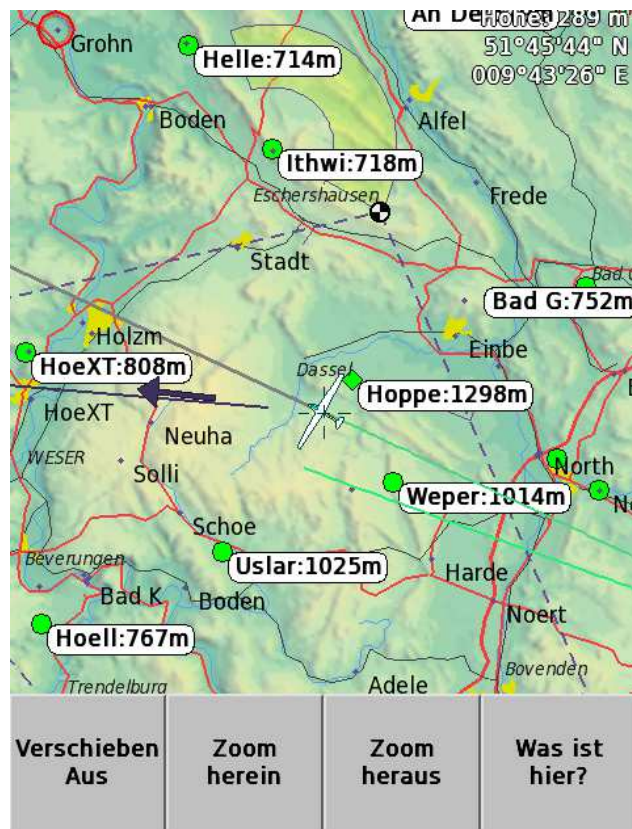 Höhe: 289 m
51°45'44" N
009°43'26" E
Grohn
Helle:714m
Boden
Alfel
Ithwi:718m
Eschershausen
Frede
Stadt
Bad G:752m
Holzm
Einbe
HoeXT:808m
Dassel
Hoppe:1298m
HoeXT
Neuha
WESER
Solli
North
Weper:1014m
Schoe
Beverungen
Uslar:1025m
Harde
Bad K
Boden
Noert
Hoell:767m
Bovenden
Trendelburg
Adele
Verschieben
Aus
Zoom
herein
Zoom
heraus
Was ist
hier?